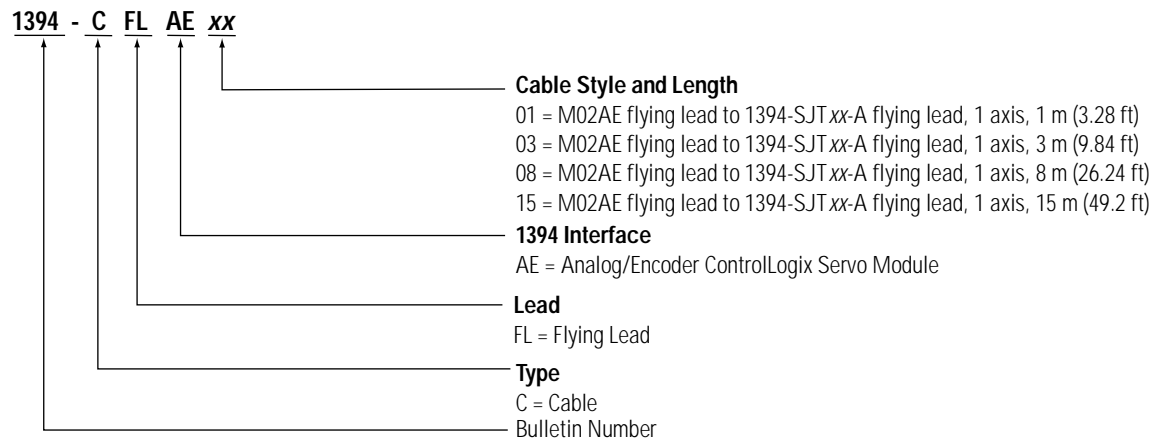 1394 - C FL AE xx
Cable Style and Length
01 = M02AE flying lead to 1394-SJTxx-A flying lead, 1 axis, 1 m (3.28 ft)
03 = M02AE flying lead to 1394-SJTxx-A flying lead, 1 axis, 3 m (9.84 ft)
08 = M02AE flying lead to 1394-SJTxx-A flying lead, 1 axis, 8 m (26.24 ft)
15 = M02AE flying lead to 1394-SJTxx-A flying lead, 1 axis, 15 m (49.2 ft)
1394 Interface
AE = Analog/Encoder ControlLogix Servo Module
Lead
FL = Flying Lead
Type
C = Cable
Bulletin Number